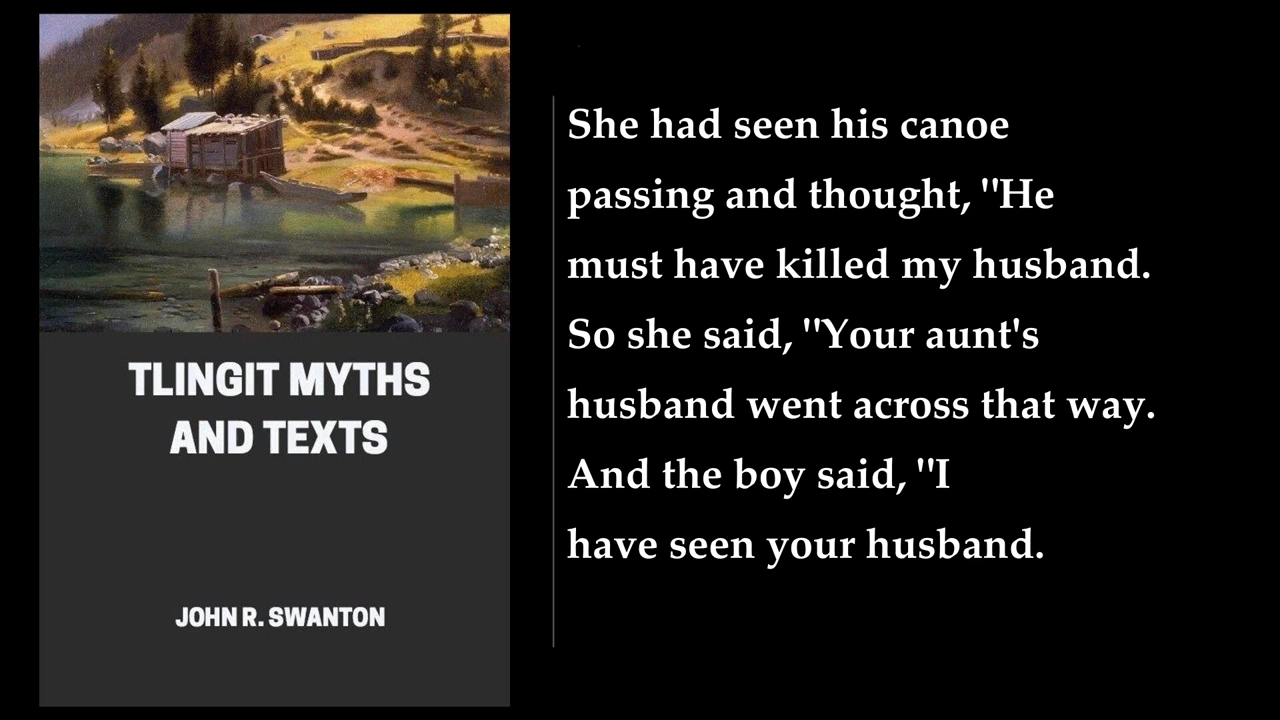 TLINGIT MYTHS
AND TEXTS
JOHN R. SWANTON
She had seen his canoe
passing and thought, "He
must have killed my husband.
So she said, "Your aunt's
husband went across that way.
And the boy said, "I
have seen your husband.